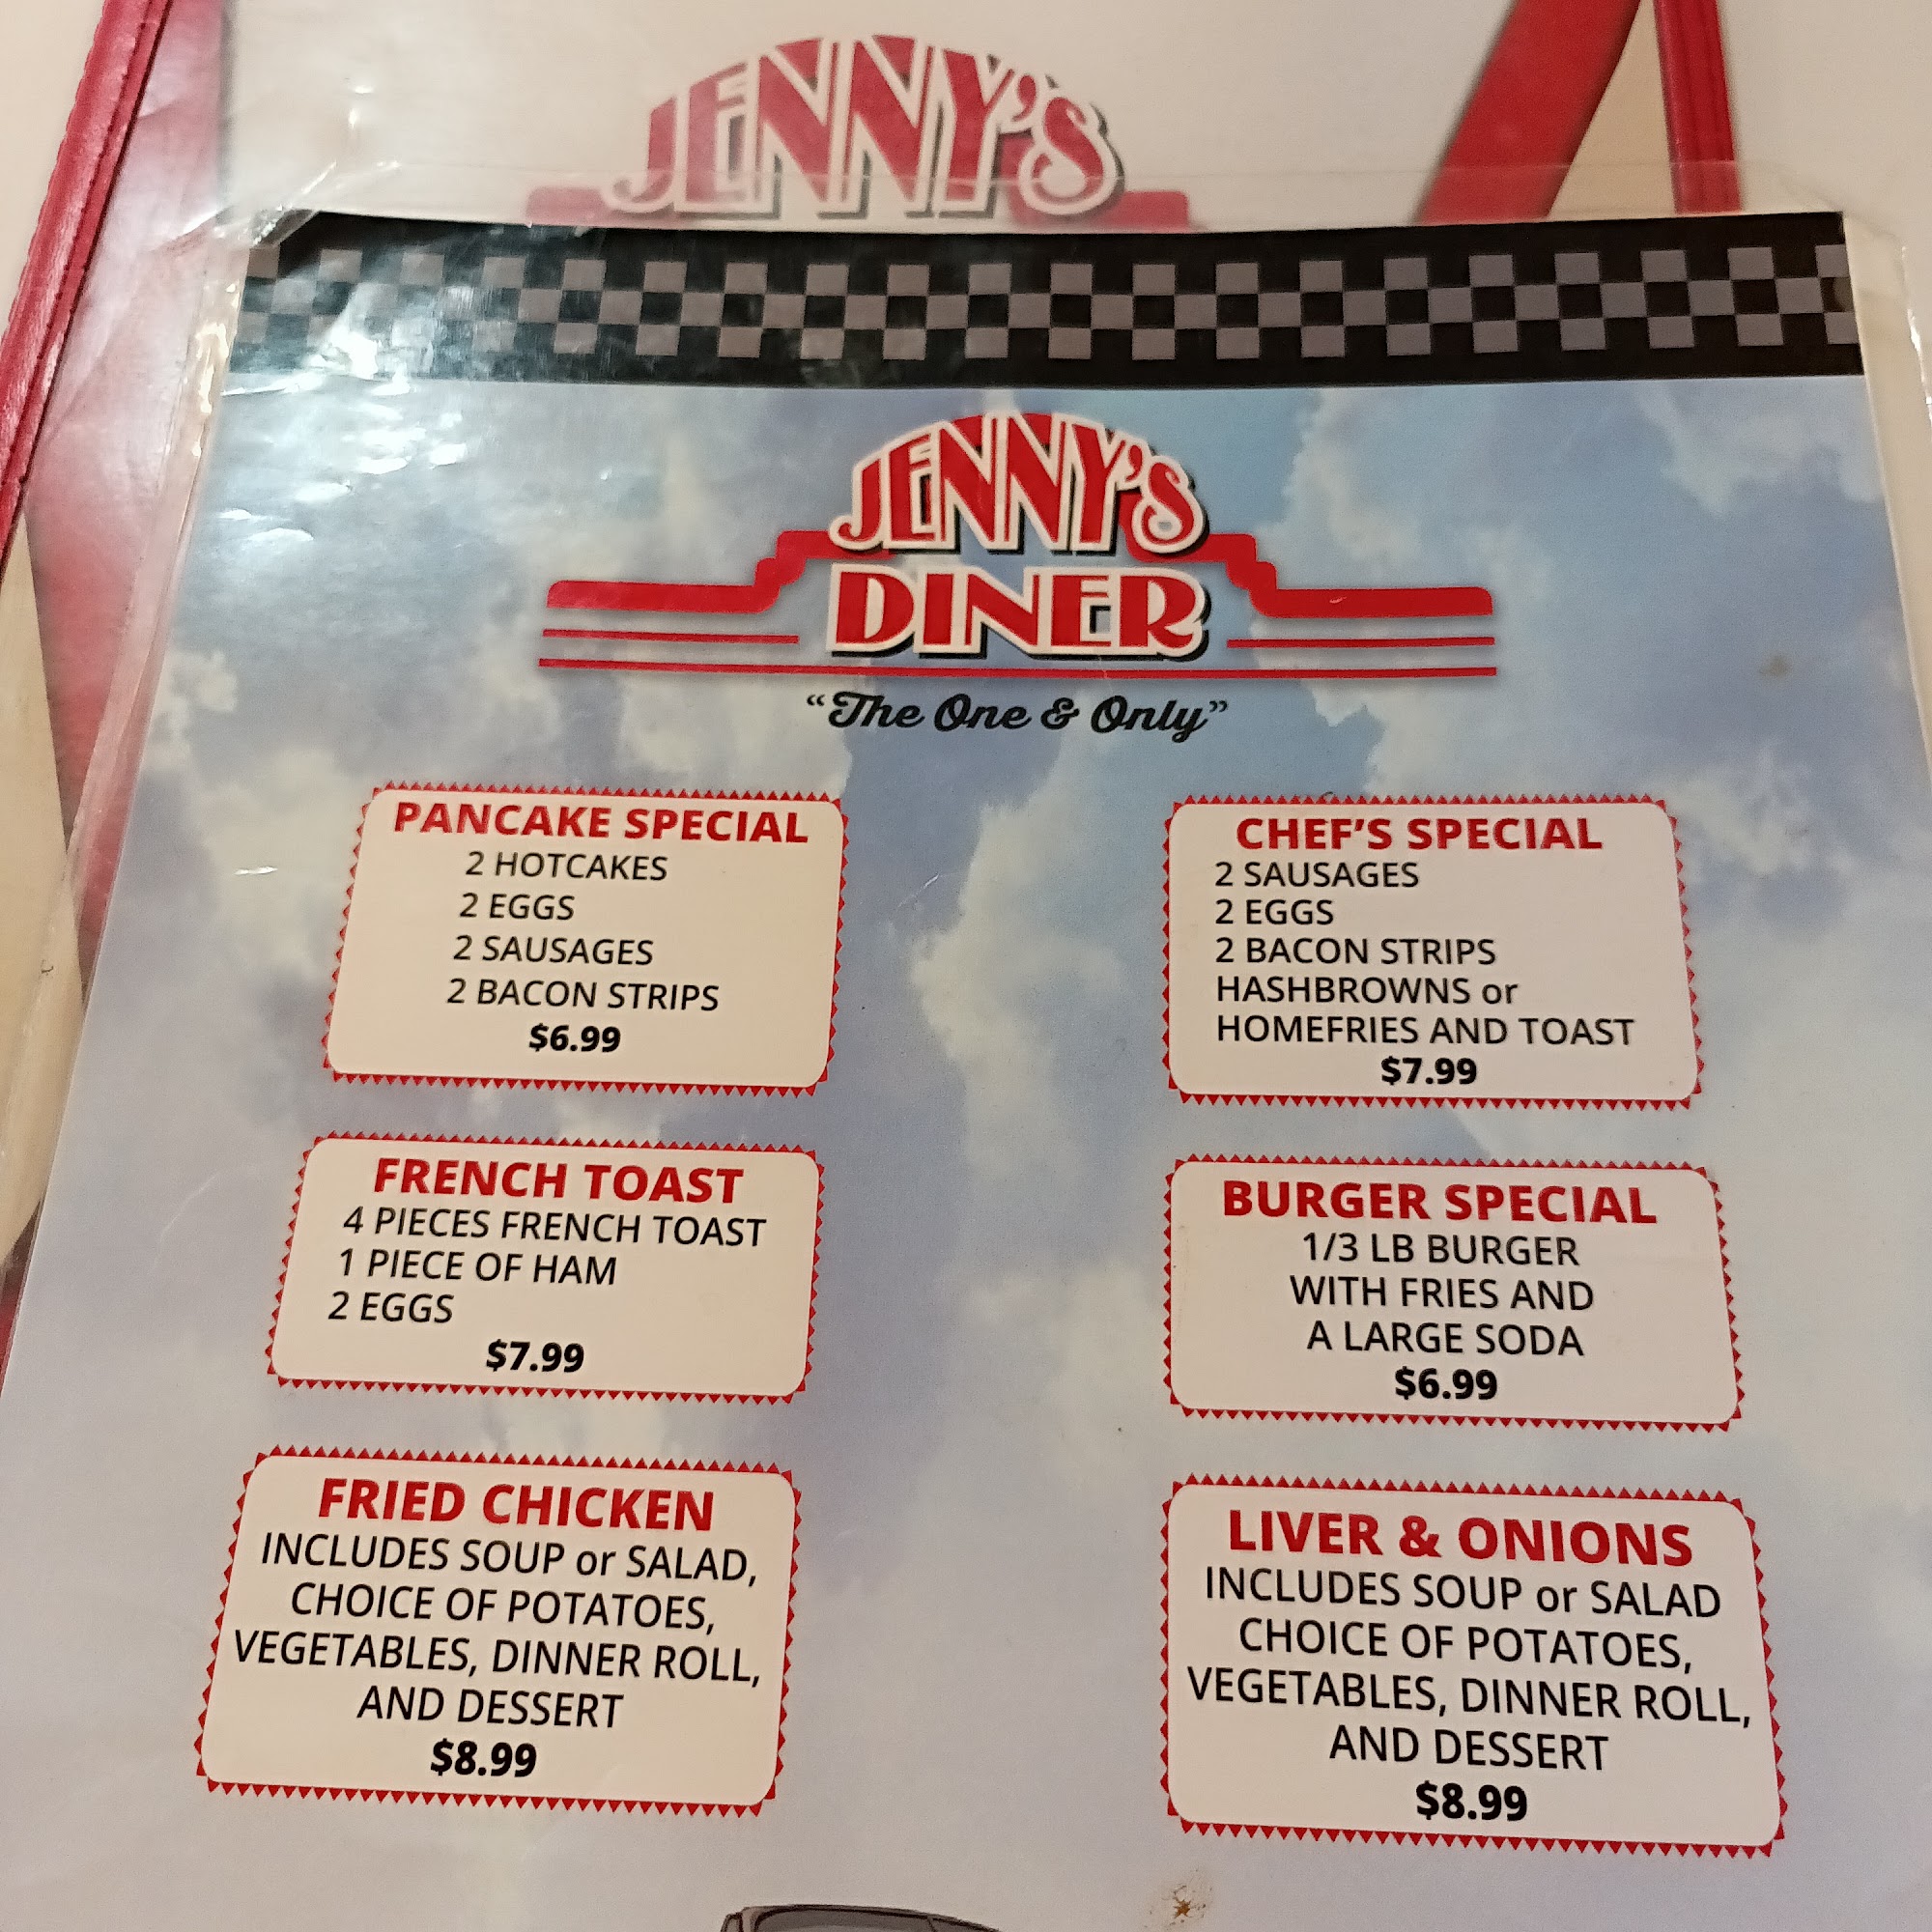 JENNY'S
JENNY'S
DINER
"The One & Only"
PANCAKE SPECIAL
2 HOTCAKES
2 EGGS
2 SAUSAGES
2 BACON STRIPS
$6.99
CHEF'S SPECIAL
2 SAUSAGES
2 EGGS
2 BACON STRIPS
HASHBROWNS or
HOMEFRIES AND TOAST
$7.99
FRENCH TOAST
4 PIECES FRENCH TOAST
1 PIECE OF HAM
2 EGGS
$7.99
BURGER SPECIAL
1/3 LB BURGER
WITH FRIES AND
A LARGE SODA
$6.99
FRIED CHICKEN
INCLUDES SOUP or SALAD,
CHOICE OF POTATOES,
VEGETABLES, DINNER ROLL,
AND DESSERT
$8.99
LIVER & ONIONS
INCLUDES SOUP or SALAD
CHOICE OF POTATOES,
VEGETABLES, DINNER ROLL,
AND DESSERT
$8.99